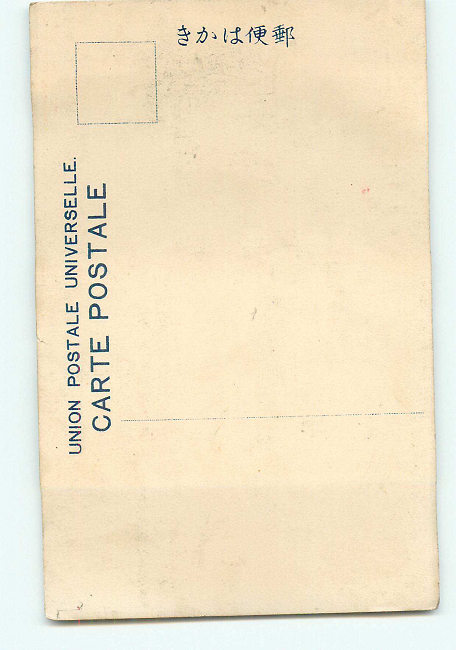 郵便はかき
UNION POSTALE UNIVERSELLE.
CARTE POSTALE